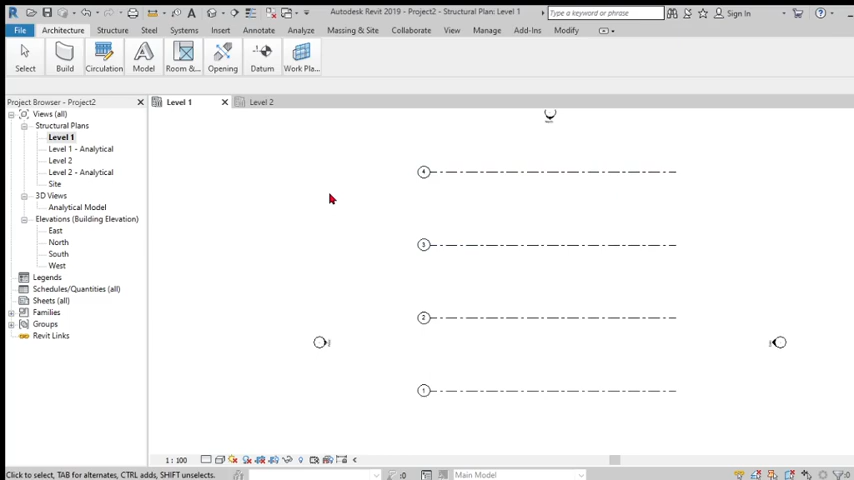 Autodesk Revit 2019 - Project2 - Structural Plan: Level 1
Type a keyword or phrase
Sign In
File Architecture Structure Steel Systems Insert Annotate Analyze Massing & Site Collaborate View Manage Add-Ins Modify
Select Build Circulation Model Room &... Opening Datum Work Pla...
Project Browser - Project2
Level 1
Level 2
Views (all)
Structural Plans
Level 1
Level 1 - Analytical
Level 2
Level 2 - Analytical
Site
3D Views
Analytical Model
Elevations (Building Elevation)
East
North
South
West
Legends
Schedules/Quantities (all)
Sheets (all)
Families
Groups
Revit Links
4
3
2
1
1 : 100
Click to select, TAB for alternates, CTRL adds, SHIFT unselects.
:0
Main Model
:0